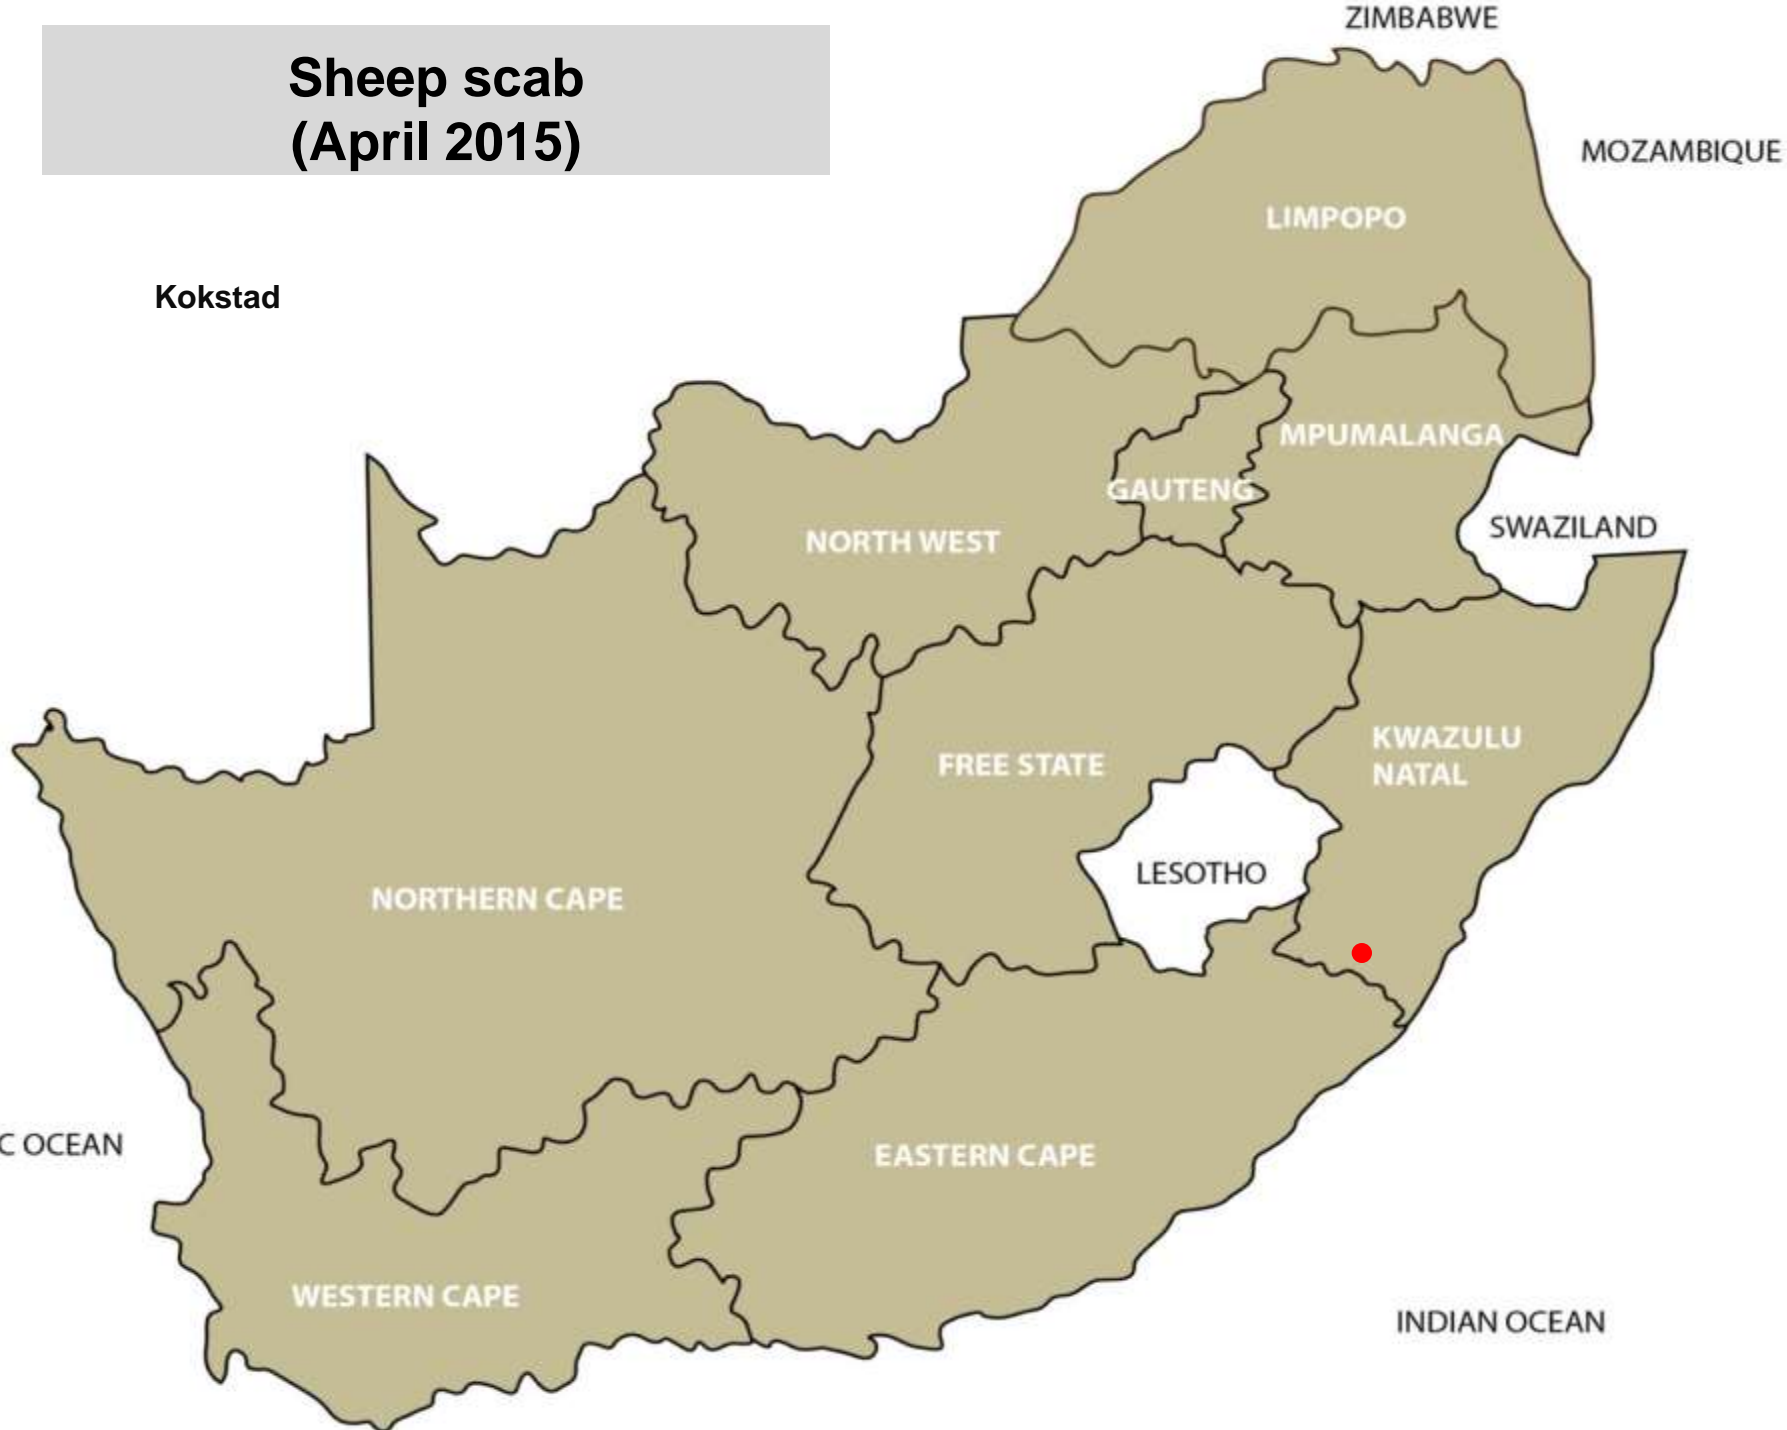 ZIMBABWE
Sheep scab
(April 2015)
MOZAMBIQUE
LIMPOPO
Kokstad
MPUMALANGA
GAUTENG
SWAZILAND
NORTH WEST
KWAZULU
NATAL
FREE STATE
LESOTHO
NORTHERN CAPE
C OCEAN
EASTERN CAPE
WESTERN CAPE
INDIAN OCEAN